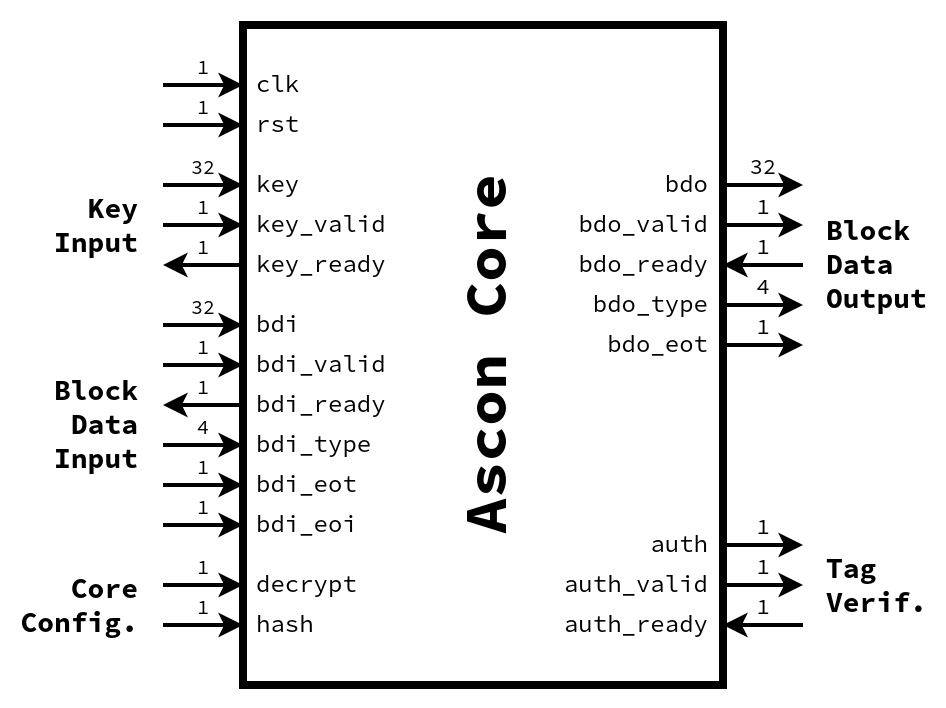 1
clk
1
rst
Key
Input
32
key
1
key_valid
1
key_ready
Block
Data
Input
32
bdi
1
bdi_valid
1
bdi_ready
4
bdi_type
1
bdi_eot
1
bdi_eoi
Core
Config.
1
decrypt
1
hash
Ascon Core
bdo
32
bdo_valid
1
bdo_ready
1
bdo_type
4
bdo_eot
1
Block
Data
Output
auth
1
auth_valid
1
auth_ready
1
Tag
Verif.